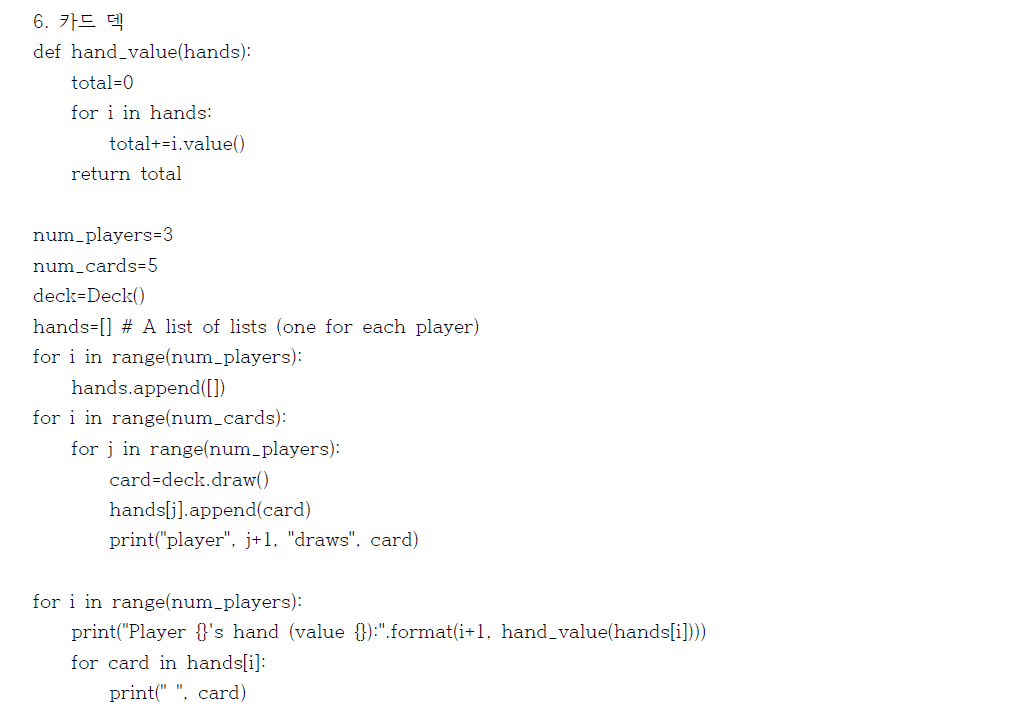 6. 카드 덱
def hand_value(hands):
    total=0
    for i in hands:
        total+=i.value()
    return total

num_players=3
num_cards=5
deck=Deck()
hands=[] # A list of lists (one for each player)
for i in range(num_players):
    hands.append([])
for i in range(num_cards):
    for j in range(num_players):
        card=deck.draw()
        hands[j].append(card)
        print("player", j+1, "draws", card)

for i in range(num_players):
    print("Player {}'s hand (value {}):".format(i+1, hand_value(hands[i])))
    for card in hands[i]:
        print(" ", card)